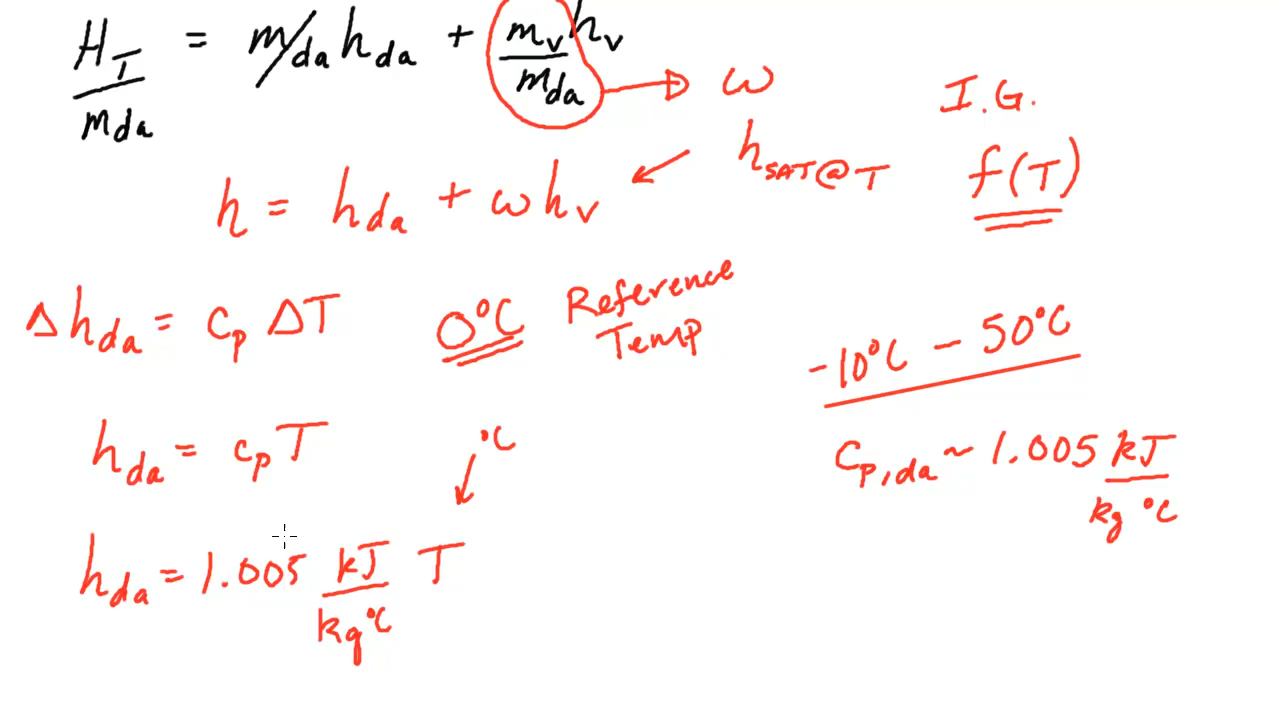 H_T / m_da = m_da h_da + m_v / m_da h_v
→ ω
I.G.
h_SAT@T
f(T)
h = h_da + ω h_v
Δh_da = c_p ΔT
0°C
Reference
Temp
-10°C - 50°C
h_da = c_p T
°C
c_p,da ~ 1.005 kJ / kg °C
h_da = 1.005 kJ / kg °C T